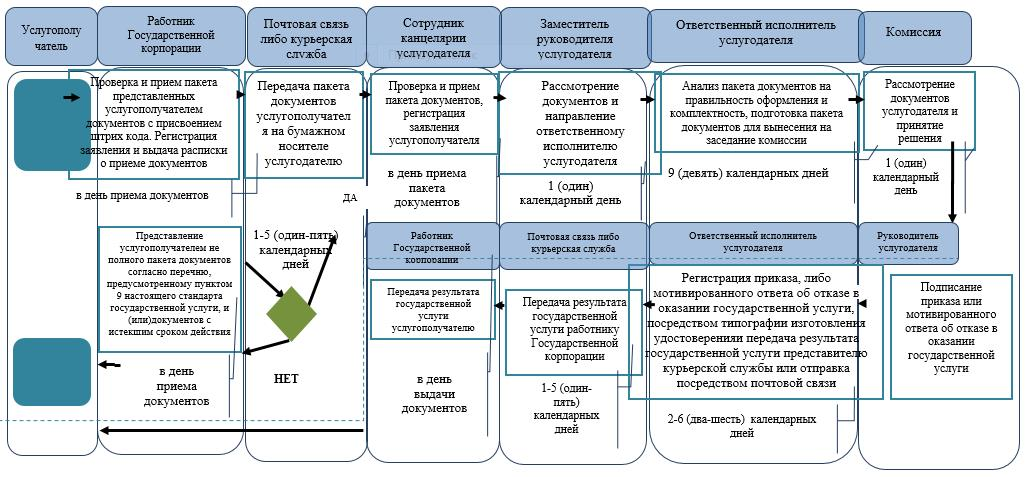 Услугополу
чатель
Работник
Государственной
корпорации
Почтовая связь
либо курьерская
служба
Сотрудник
канцелярии
услугодателя
Заместитель
руководителя
услугодателя
Ответственный исполнитель
услугодателя
Комиссия
Проверка и прием пакета
представленных
услугополучателем
документов с присвоением
штрих кода. Регистрация
заявления и выдача расписки
о приеме документов
в день приема документов
Передача пакета
документов
услугополучател
я на бумажном
носителе
услугодателю
1-5 (один-пять)
календарных
дней
ДА
НЕТ
Проверка и прием
пакета документов,
регистрация
заявления
услугополучателя
в день приема
пакета
документов
Рассмотрение
документов и
направление
ответственному
исполнителю
услугодателя
1 (один)
календарный день
Анализ пакета документов на
правильность оформления и
комплектность, подготовка пакета
документов для вынесения на
заседание комиссии
9 (девять) календарных дней
Рассмотрение
документов
услугодателя и
принятие
решения
1 (один)
календарный
день
Представление
услугополучателем не
полного пакета документов
согласно перечню,
предусмотренному пунктом
9 настоящего стандарта
государственной услуги, и
(или)документов с
истекшим сроком действия
в день
приема
документов
Работник
Государственной
корпорации
Почтовая связь либо
курьерская служба
Ответственный исполнитель
услугодателя
Руководитель
услугодателя
Передача результата
государственной
услуги
услугополучателю
в день
выдачи
документов
Передача результата
государственной
услуги работнику
Государственной
корпорации
1-5 (один-
пять)
календарных
дней
Регистрация приказа, либо
мотивированного ответа об отказе в
оказании государственной услуги,
посредством типографии изготовления
удостоверенияи передача результата
государственной услуги представителю
курьерской службы или отправка
посредством почтовой связи
2-6 (два-шесть) календарных
дней
Подписание
приказа или
мотивированного
ответа об отказе в
оказании
государственной
услуги